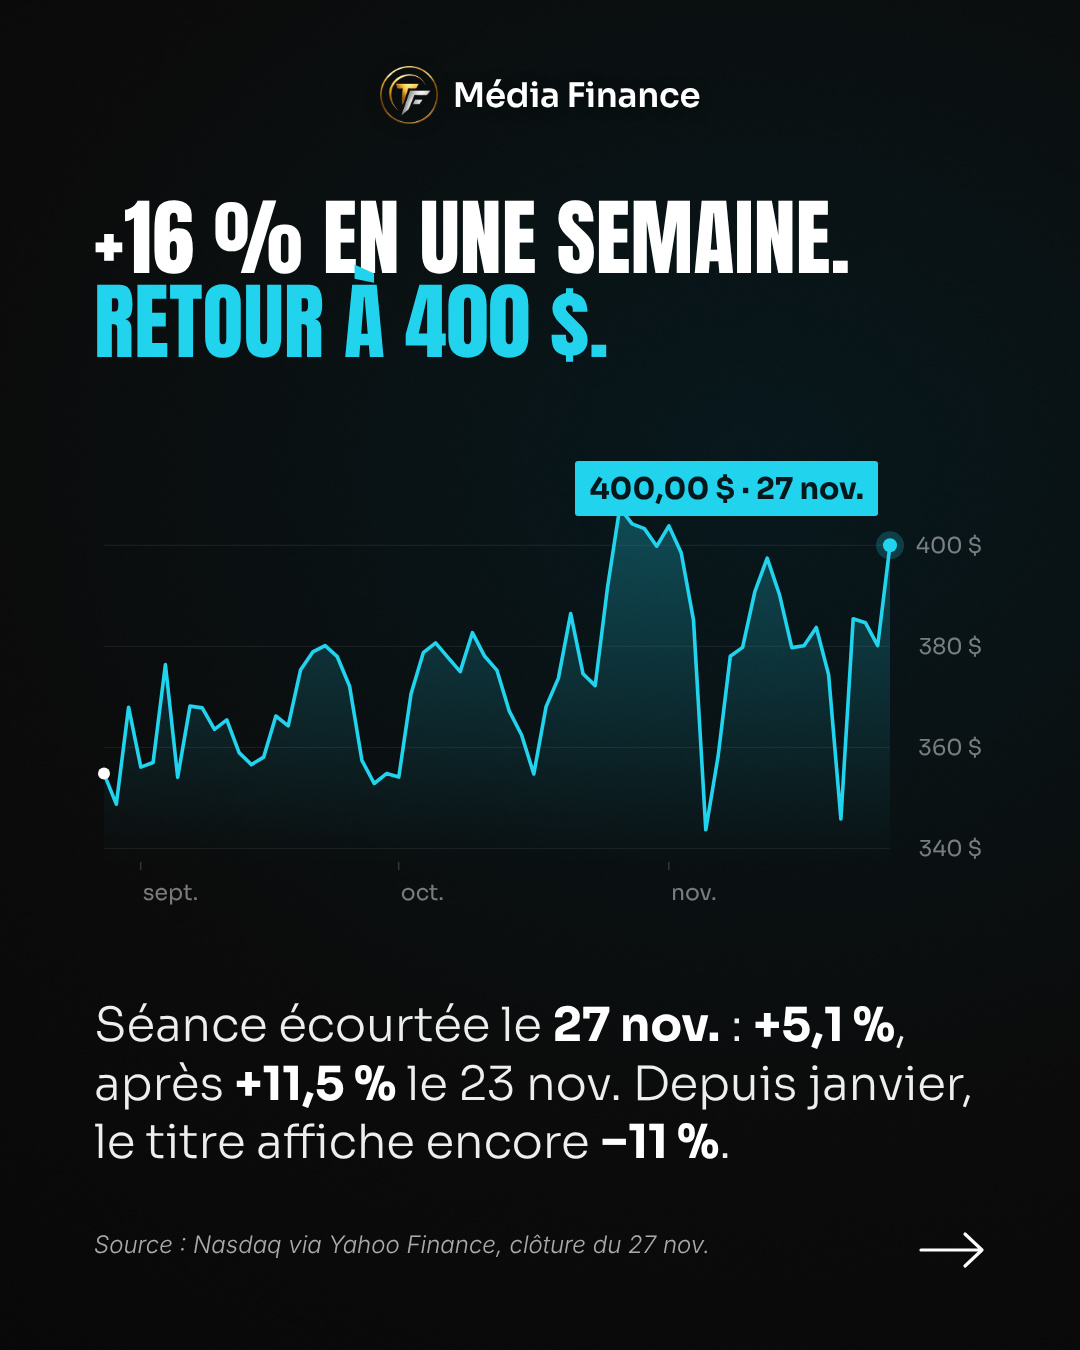 TF Média Finance
+16 % EN UNE SEMAINE.
RETOUR À 400 $.
400,00 $ · 27 nov.
400 $
380 $
360 $
340 $
sept. oct. nov.
Séance écourtée le 27 nov. : +5,1 %,
après +11,5 % le 23 nov. Depuis janvier,
le titre affiche encore −11 %.
Source : Nasdaq via Yahoo Finance, clôture du 27 nov.